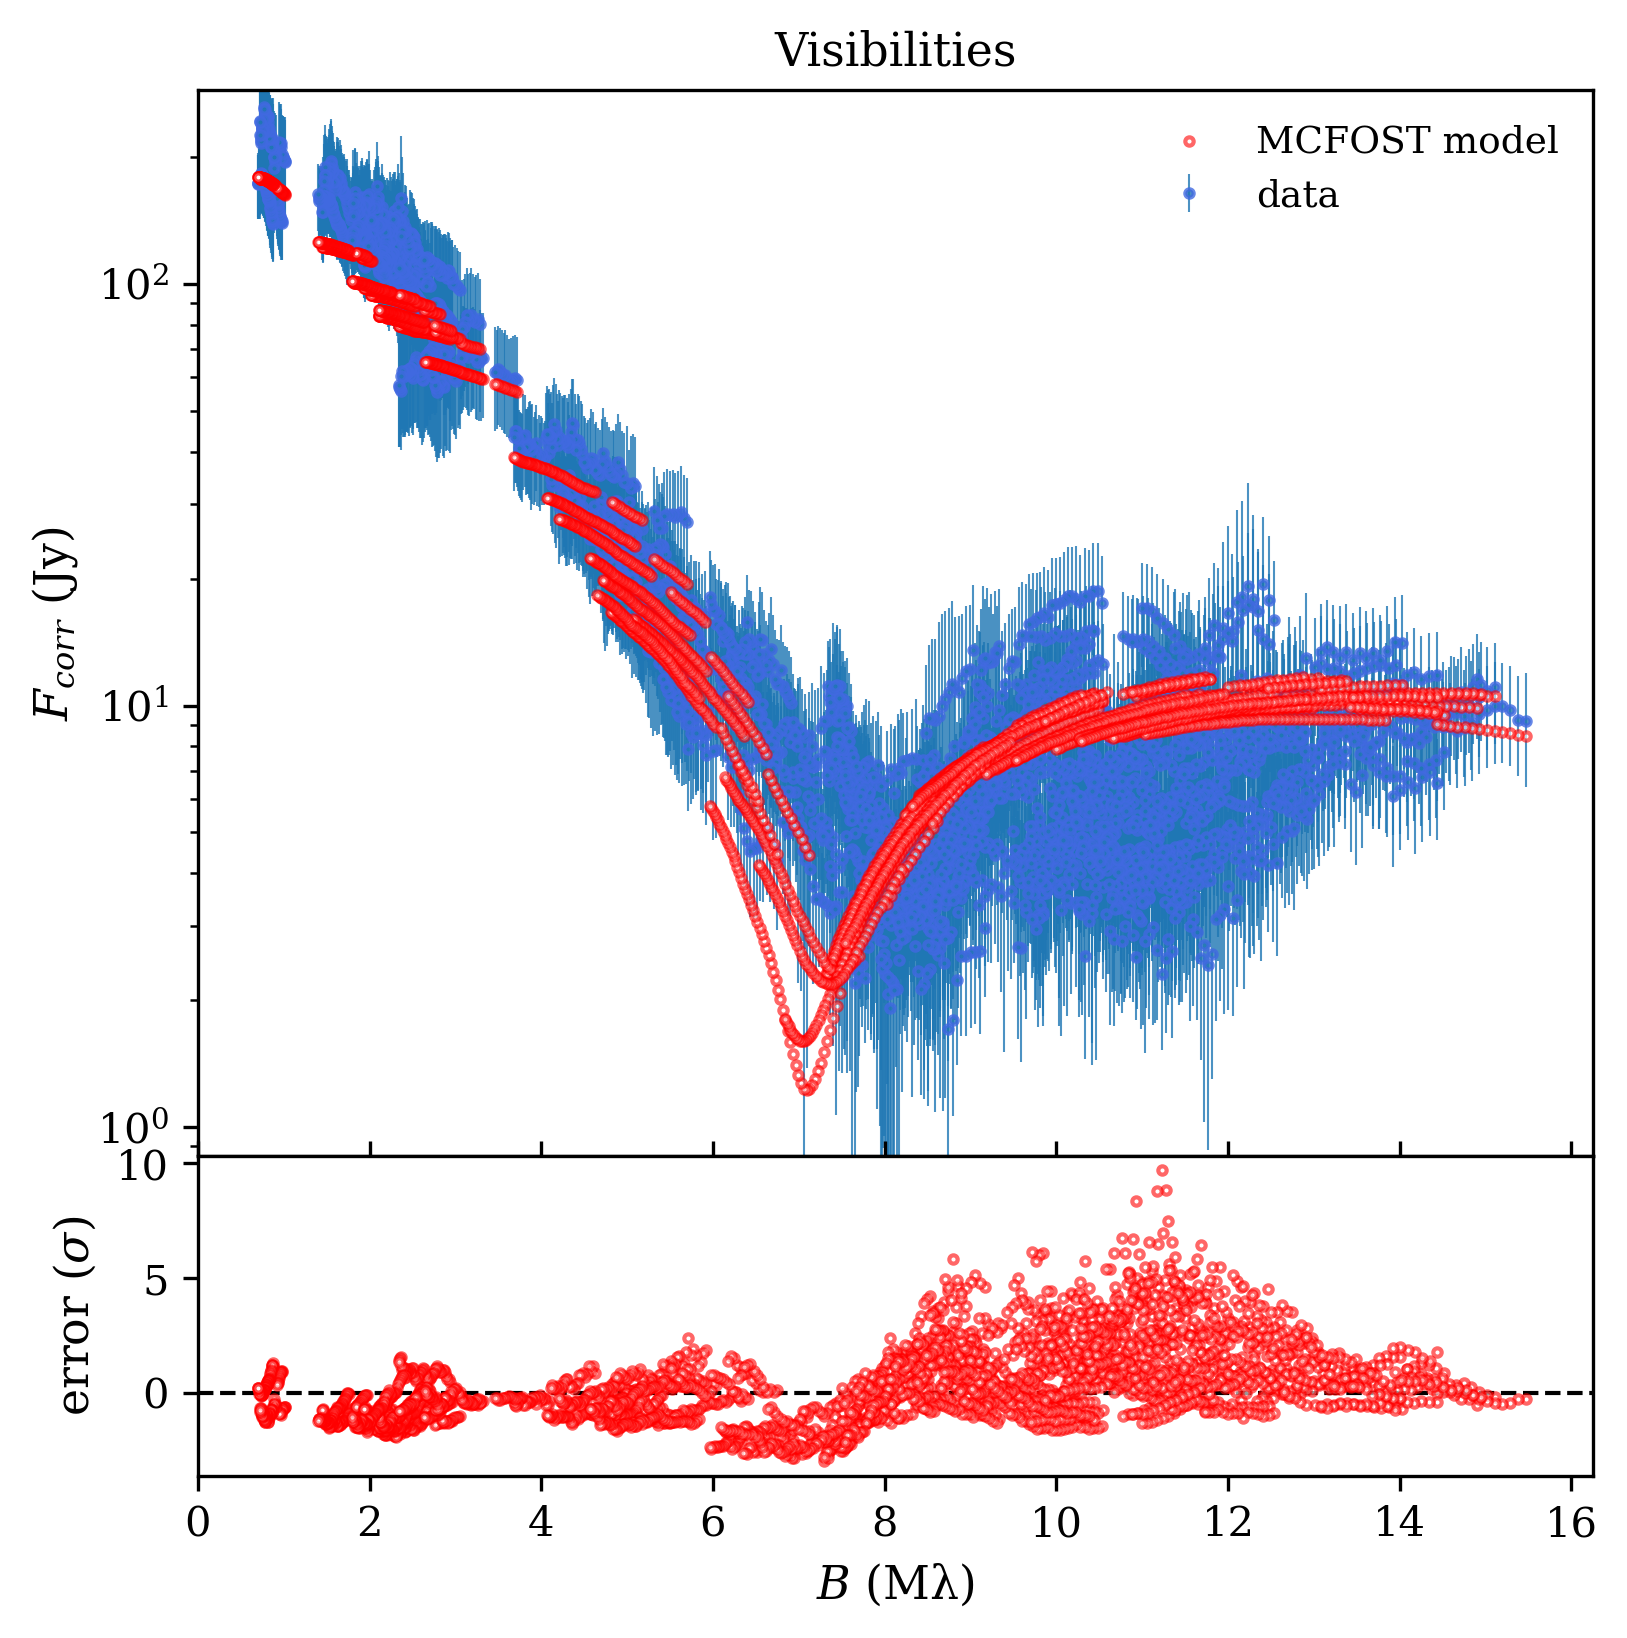 Visibilities
MCFOST model
data
F_corr (Jy)
10²
10¹
10⁰
error (σ)
10
5
0
0 2 4 6 8 10 12 14 16
B (Mλ)